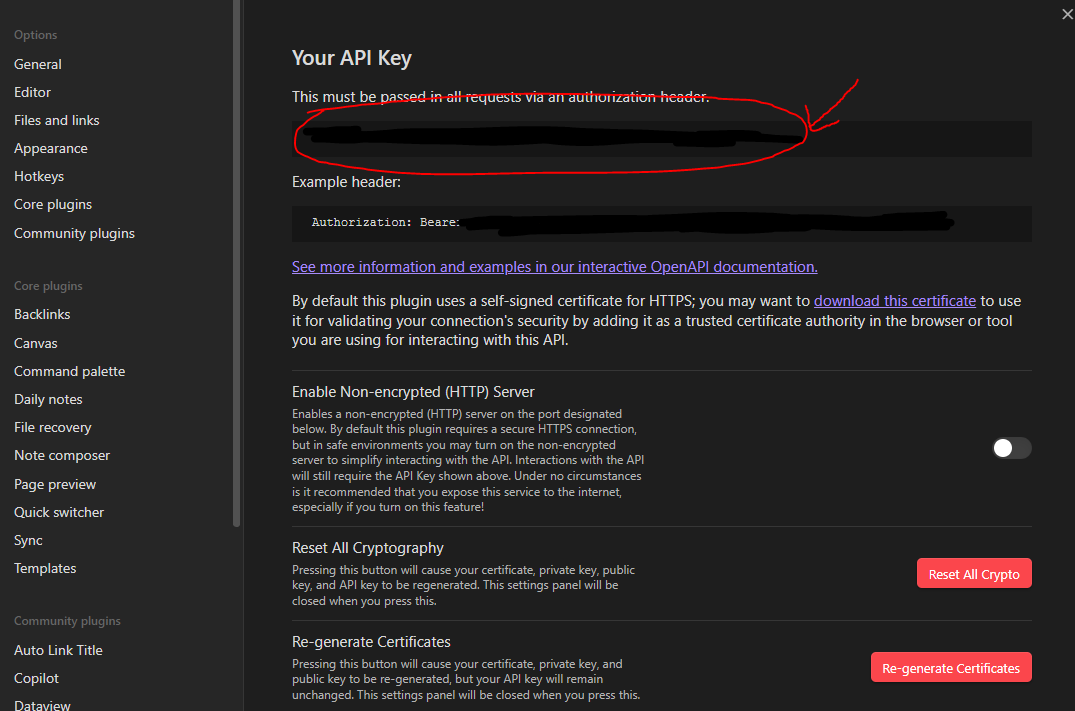 Options
General
Editor
Files and links
Appearance
Hotkeys
Core plugins
Community plugins
Core plugins
Backlinks
Canvas
Command palette
Daily notes
File recovery
Note composer
Page preview
Quick switcher
Sync
Templates
Community plugins
Auto Link Title
Copilot
Dataview
Your API Key
This must be passed in all requests via an authorization header.
Example header:
Authorization: Bearer
See more information and examples in our interactive OpenAPI documentation.
By default this plugin uses a self-signed certificate for HTTPS; you may want to download this certificate to use
it for validating your connection's security by adding it as a trusted certificate authority in the browser or tool
you are using for interacting with this API.
Enable Non-encrypted (HTTP) Server
Enables a non-encrypted (HTTP) server on the port designated
below. By default this plugin requires a secure HTTPS connection,
but in safe environments you may turn on the non-encrypted
server to simplify interacting with the API. Interactions with the API
will still require the API Key shown above. Under no circumstances
is it recommended that you expose this service to the internet,
especially if you turn on this feature!
Reset All Cryptography
Pressing this button will cause your certificate, private key, public
key, and API key to be regenerated. This settings panel will be
closed when you press this.
Reset All Crypto
Re-generate Certificates
Pressing this button will cause your certificate, private key, and
public key to be re-generated, but your API key will remain
unchanged. This settings panel will be closed when you press this.
Re-generate Certificates